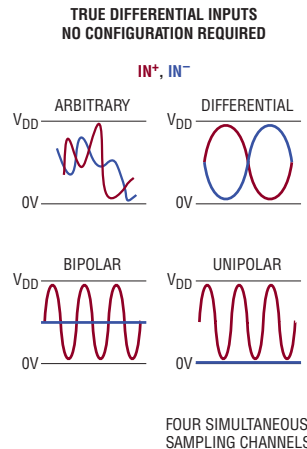 TRUE DIFFERENTIAL INPUTS
NO CONFIGURATION REQUIRED
IN+, IN−
ARBITRARY
VDD
0V
DIFFERENTIAL
VDD
0V
BIPOLAR
VDD
0V
UNIPOLAR
VDD
0V
FOUR SIMULTANEOUS
SAMPLING CHANNELS